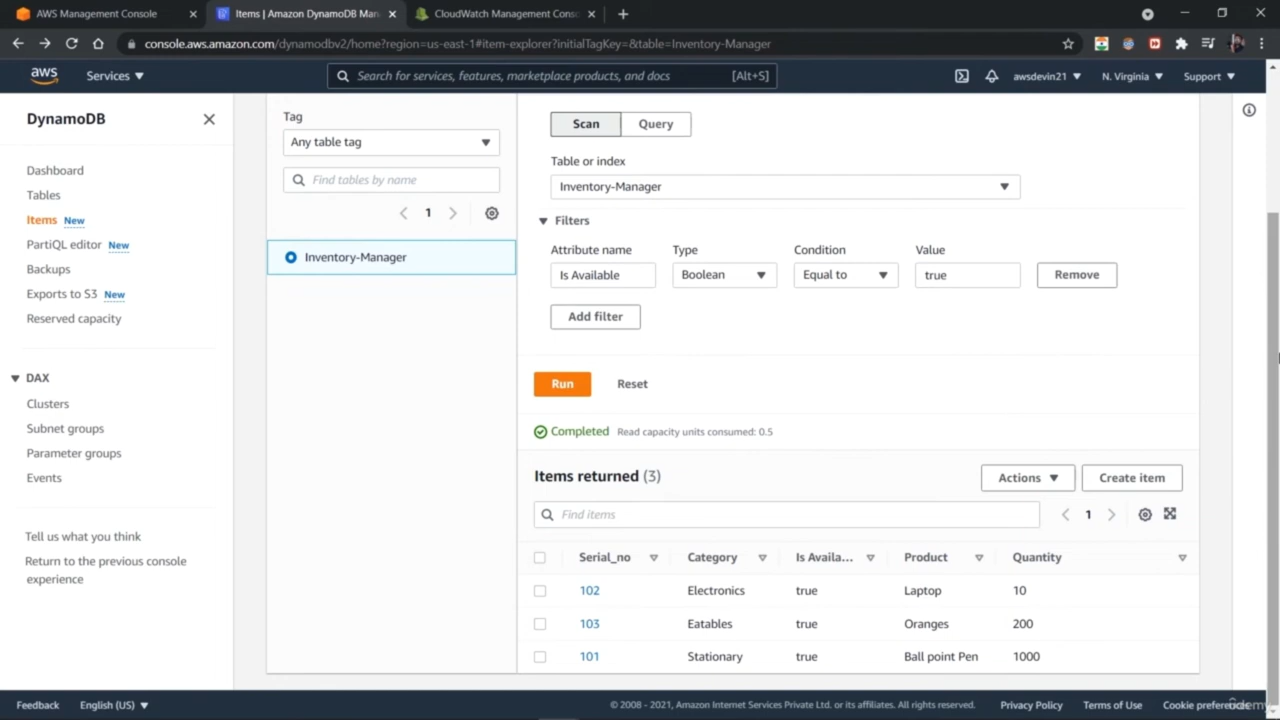 AWS Management Console
Items | Amazon DynamoDB Man
CloudWatch Management Conso
console.aws.amazon.com/dynamodbv2/home?region=us-east-1#item-explorer?initialTagKey=&table=Inventory-Manager
aws
Services
Search for services, features, marketplace products, and docs
[Alt+S]
awsdevin21
N. Virginia
Support
DynamoDB
Dashboard
Tables
Items New
PartiQL editor New
Backups
Exports to S3 New
Reserved capacity
DAX
Clusters
Subnet groups
Parameter groups
Events
Tell us what you think
Return to the previous console
experience
Tag
Any table tag
Find tables by name
1
Inventory-Manager
Scan Query
Table or index
Inventory-Manager
Filters
Attribute name Type Condition Value
Is Available Boolean Equal to true Remove
Add filter
Run Reset
Completed Read capacity units consumed: 0.5
Items returned (3) Actions Create item
Find items 1
Serial_no Category Is Availa... Product Quantity
102 Electronics true Laptop 10
103 Eatables true Oranges 200
101 Stationary true Ball point Pen 1000
Feedback English (US) © 2008 - 2021, Amazon Internet Services Private Ltd. or its affiliates. All rights reserved. Privacy Policy Terms of Use Cookie preferences
Udemy